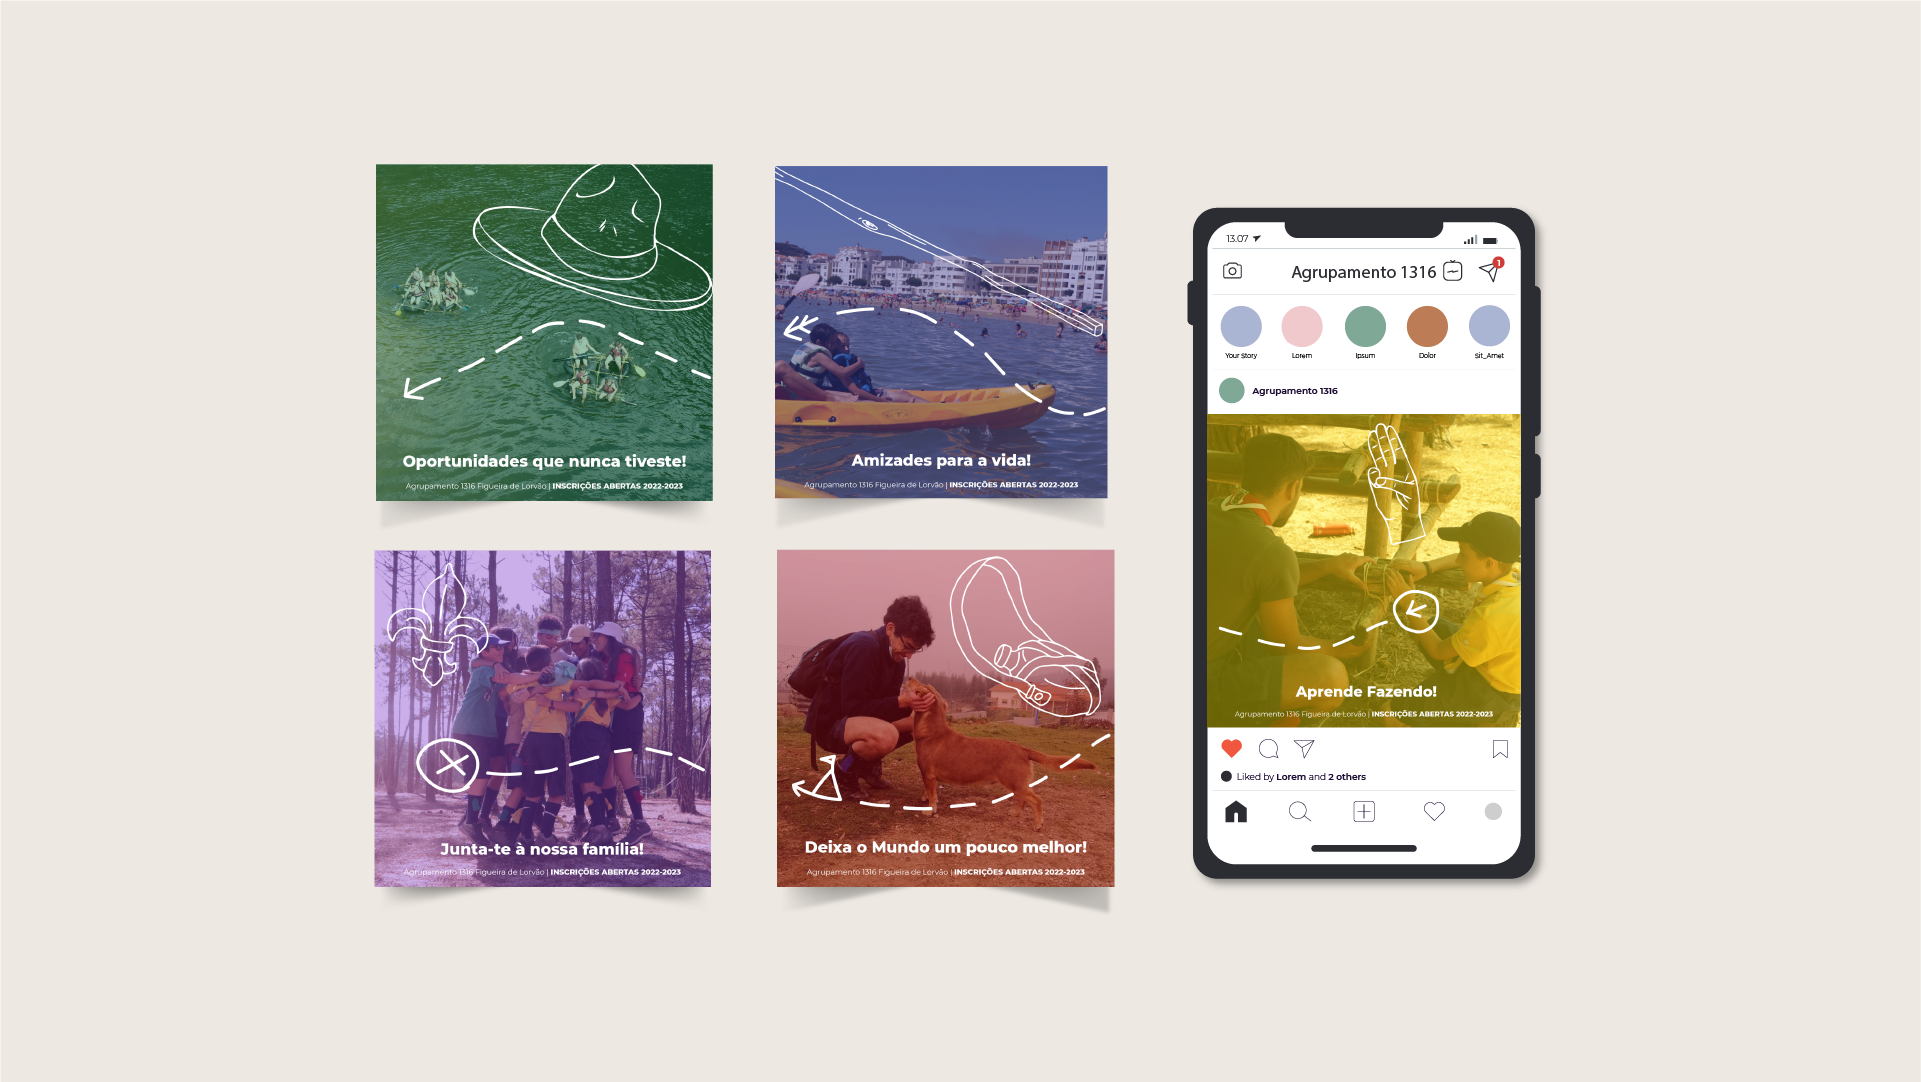 Oportunidades que nunca tiveste!
Agrupamento 1316 Figueira de Lorvão | INSCRIÇÕES ABERTAS 2022-2023
Amizades para a vida!
Agrupamento 1316 Figueira de Lorvão | INSCRIÇÕES ABERTAS 2022-2023
Junta-te à nossa família!
Agrupamento 1316 Figueira de Lorvão | INSCRIÇÕES ABERTAS 2022-2023
Deixa o Mundo um pouco melhor!
Agrupamento 1316 Figueira de Lorvão | INSCRIÇÕES ABERTAS 2022-2023
13.07
Agrupamento 1316
1
Your Story Lorem Ipsum Dolor Sit_Amet
Agrupamento 1316
Aprende Fazendo!
Agrupamento 1316 Figueira de Lorvão | INSCRIÇÕES ABERTAS 2022-2023
Liked by Lorem and 2 others